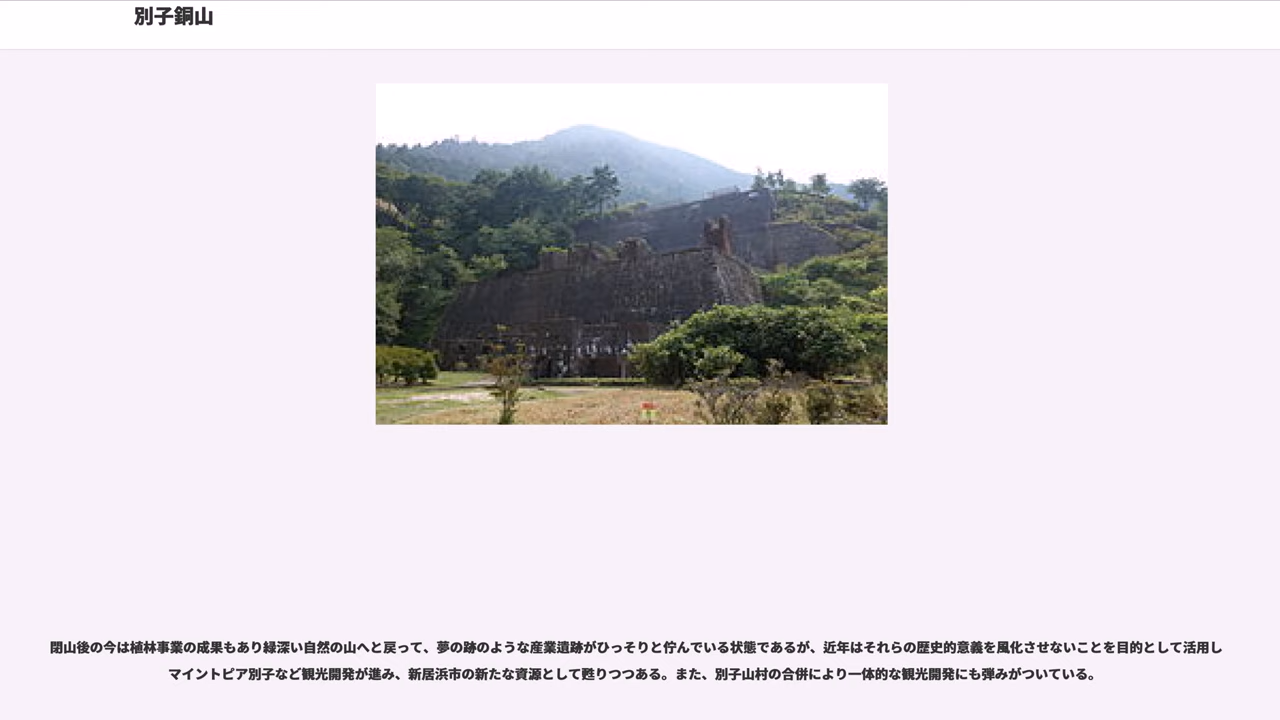 別子銅山
閉山後の今は植林事業の成果もあり緑深い自然の山へと戻って、夢の跡のような産業遺跡がひっそりと佇んでいる状態であるが、近年はそれらの歴史的意義を風化させないことを目的として活用し
マイントピア別子など観光開発が進み、新居浜市の新たな資源として甦りつつある。また、別子山村の合併により一体的な観光開発にも弾みがついている。